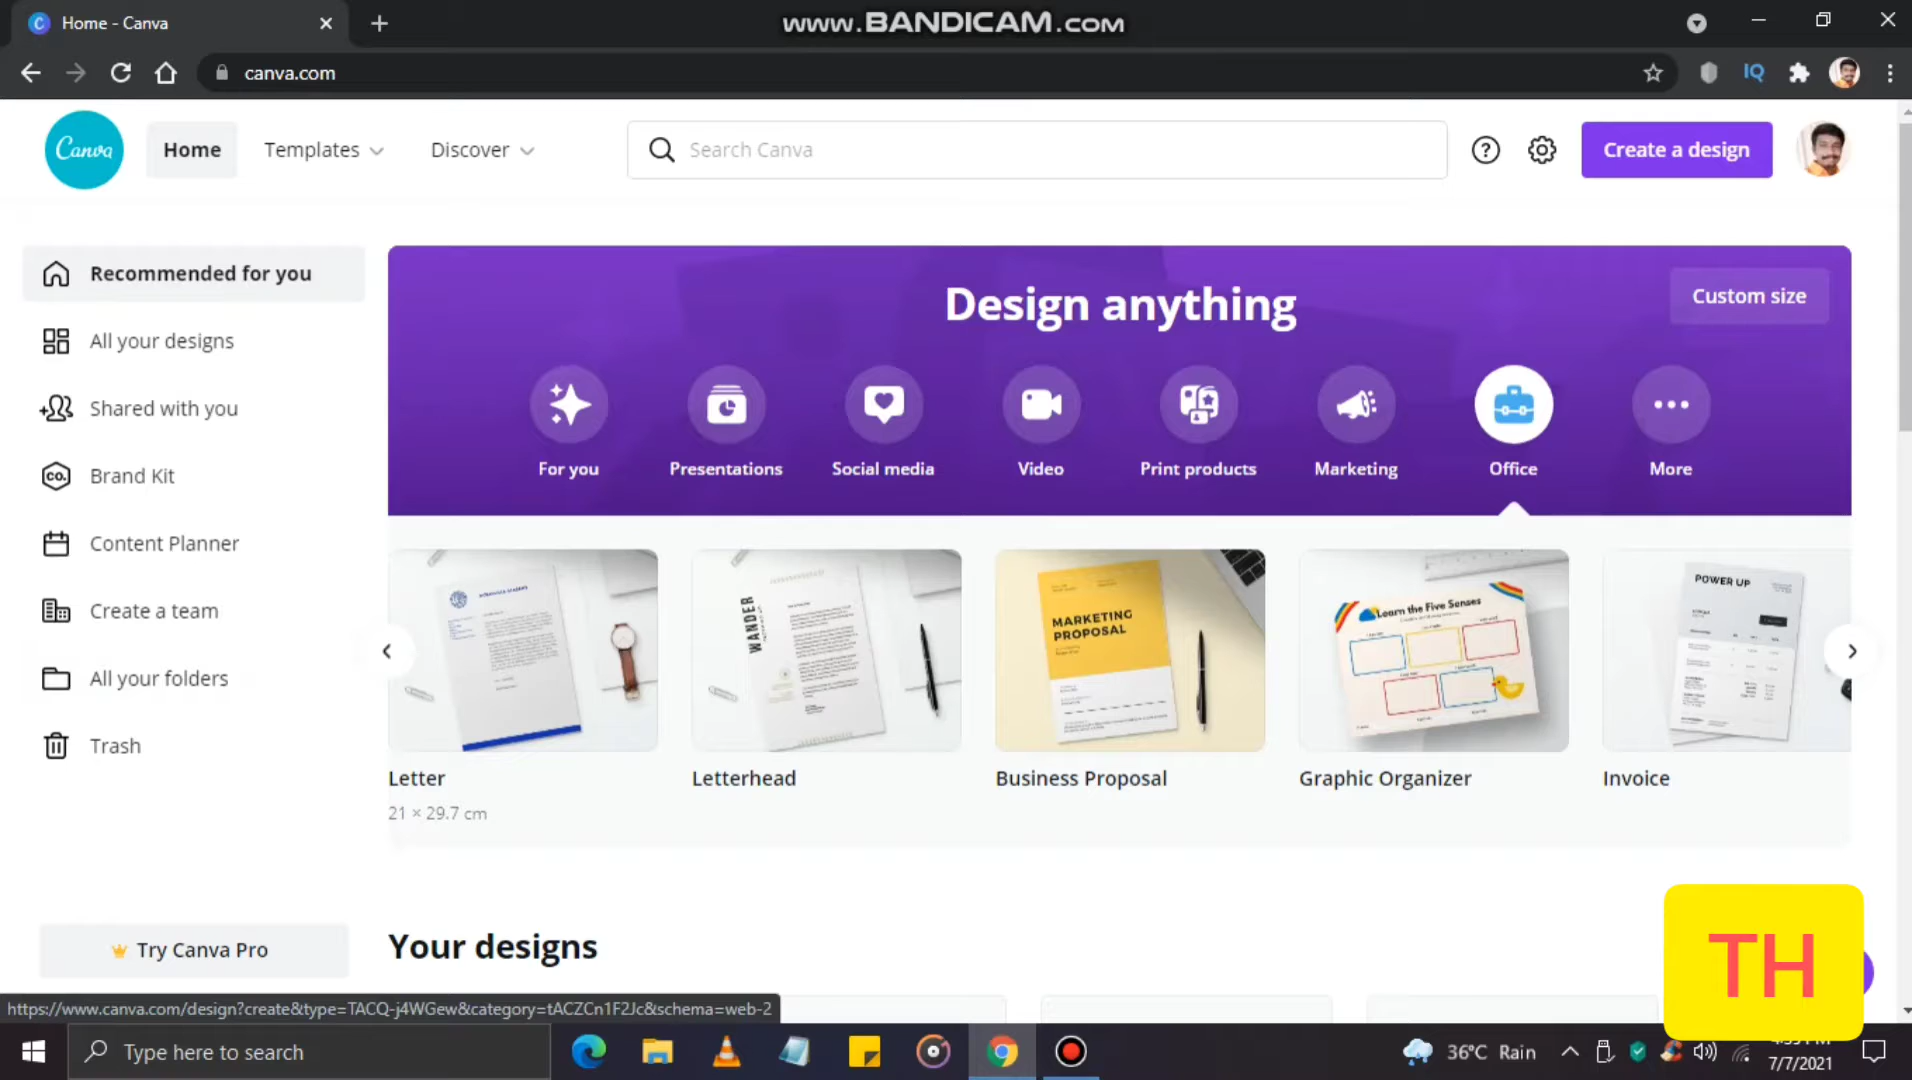 Home - Canva
www.BANDICAM.com
canva.com
IQ
Canva
Home
Templates
Discover
Search Canva
Create a design
Recommended for you
All your designs
Shared with you
co.
Brand Kit
Content Planner
Create a team
All your folders
Trash
Try Canva Pro
Design anything
Custom size
For you
Presentations
Social media
Video
Print products
Marketing
Office
More
WANDER
MARKETING
PROPOSAL
Learn the Five Senses
POWER UP
Letter
21 × 29.7 cm
Letterhead
Business Proposal
Graphic Organizer
Invoice
Your designs
TH
https://www.canva.com/design?create&type=TACQ-j4WGew&category=tACZCn1F2Jc&schema=web-2
Type here to search
36°C Rain
7/7/2021